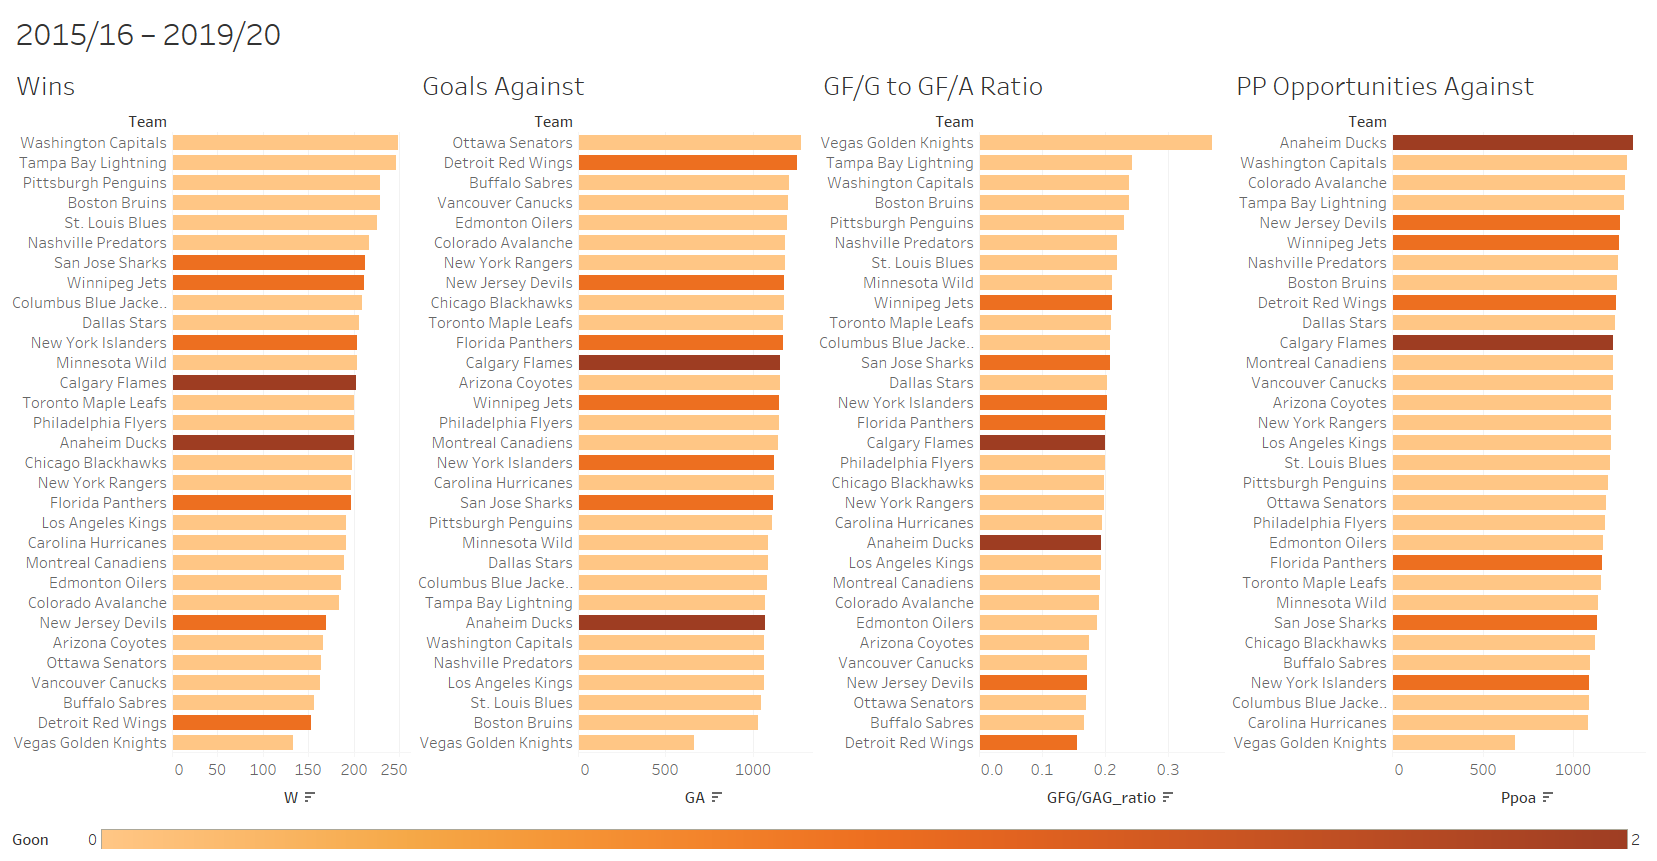 2015/16 – 2019/20
Wins
Team
Washington Capitals
Tampa Bay Lightning
Pittsburgh Penguins
Boston Bruins
St. Louis Blues
Nashville Predators
San Jose Sharks
Winnipeg Jets
Columbus Blue Jacke..
Dallas Stars
New York Islanders
Minnesota Wild
Calgary Flames
Toronto Maple Leafs
Philadelphia Flyers
Anaheim Ducks
Chicago Blackhawks
New York Rangers
Florida Panthers
Los Angeles Kings
Carolina Hurricanes
Montreal Canadiens
Edmonton Oilers
Colorado Avalanche
New Jersey Devils
Arizona Coyotes
Ottawa Senators
Vancouver Canucks
Buffalo Sabres
Detroit Red Wings
Vegas Golden Knights
0 50 100 150 200 250
W
Goals Against
Team
Ottawa Senators
Detroit Red Wings
Buffalo Sabres
Vancouver Canucks
Edmonton Oilers
Colorado Avalanche
New York Rangers
New Jersey Devils
Chicago Blackhawks
Toronto Maple Leafs
Florida Panthers
Calgary Flames
Arizona Coyotes
Winnipeg Jets
Philadelphia Flyers
Montreal Canadiens
New York Islanders
Carolina Hurricanes
San Jose Sharks
Pittsburgh Penguins
Minnesota Wild
Dallas Stars
Columbus Blue Jacke..
Tampa Bay Lightning
Anaheim Ducks
Washington Capitals
Nashville Predators
Los Angeles Kings
St. Louis Blues
Boston Bruins
Vegas Golden Knights
0 500 1000
GA
GF/G to GF/A Ratio
Team
Vegas Golden Knights
Tampa Bay Lightning
Washington Capitals
Boston Bruins
Pittsburgh Penguins
Nashville Predators
St. Louis Blues
Minnesota Wild
Winnipeg Jets
Toronto Maple Leafs
Columbus Blue Jacke..
San Jose Sharks
Dallas Stars
New York Islanders
Florida Panthers
Calgary Flames
Philadelphia Flyers
Chicago Blackhawks
New York Rangers
Carolina Hurricanes
Anaheim Ducks
Los Angeles Kings
Montreal Canadiens
Colorado Avalanche
Edmonton Oilers
Arizona Coyotes
Vancouver Canucks
New Jersey Devils
Ottawa Senators
Buffalo Sabres
Detroit Red Wings
0.0 0.1 0.2 0.3
GFG/GAG_ratio
PP Opportunities Against
Team
Anaheim Ducks
Washington Capitals
Colorado Avalanche
Tampa Bay Lightning
New Jersey Devils
Winnipeg Jets
Nashville Predators
Boston Bruins
Detroit Red Wings
Dallas Stars
Calgary Flames
Montreal Canadiens
Vancouver Canucks
Arizona Coyotes
New York Rangers
Los Angeles Kings
St. Louis Blues
Pittsburgh Penguins
Ottawa Senators
Philadelphia Flyers
Edmonton Oilers
Florida Panthers
Toronto Maple Leafs
Minnesota Wild
San Jose Sharks
Chicago Blackhawks
Buffalo Sabres
New York Islanders
Columbus Blue Jacke..
Carolina Hurricanes
Vegas Golden Knights
0 500 1000
Ppoa
Goon 0 2